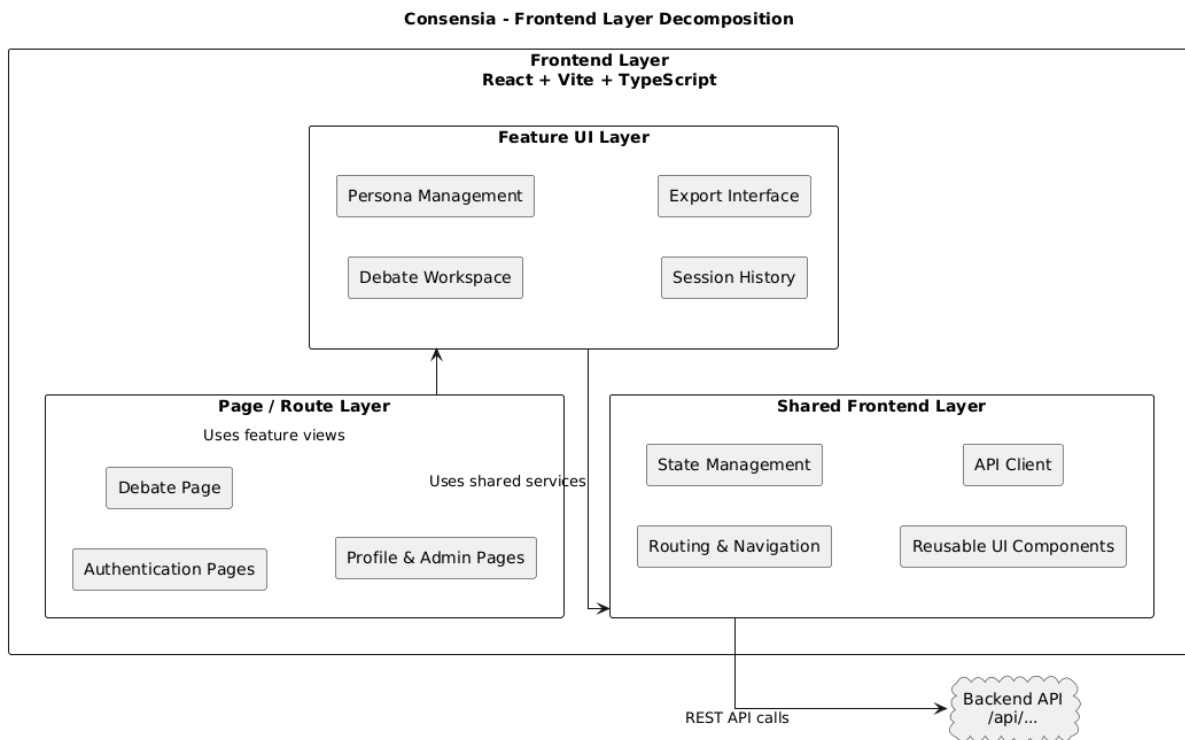 Consensia - Frontend Layer Decomposition
Frontend Layer
React + Vite + TypeScript
Feature UI Layer
Persona Management
Export Interface
Debate Workspace
Session History
Page / Route Layer
Uses feature views
Debate Page
Authentication Pages
Profile & Admin Pages
Uses shared services
Shared Frontend Layer
State Management
API Client
Routing & Navigation
Reusable UI Components
REST API calls
Backend API
/api/...